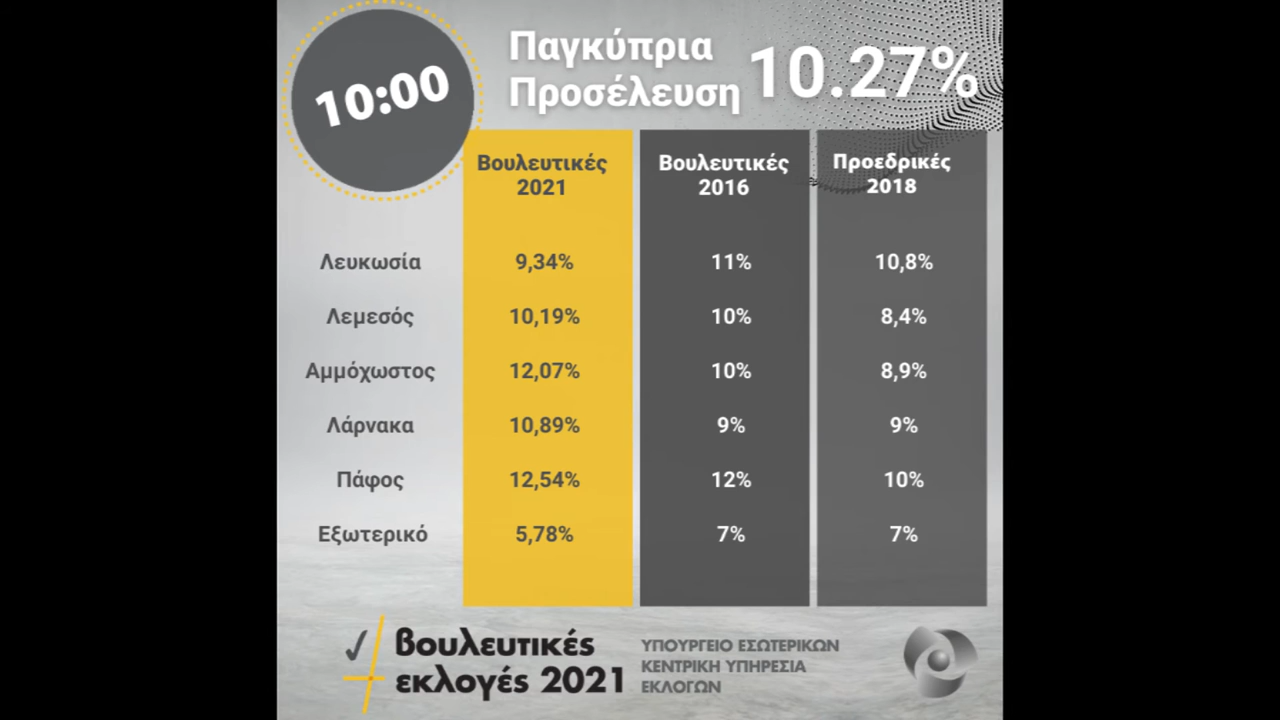 10:00
Παγκύπρια
Προσέλευση 10.27%
Βουλευτικές 2021 Βουλευτικές 2016 Προεδρικές 2018
Λευκωσία 9,34% 11% 10,8%
Λεμεσός 10,19% 10% 8,4%
Αμμόχωστος 12,07% 10% 8,9%
Λάρνακα 10,89% 9% 9%
Πάφος 12,54% 12% 10%
Εξωτερικό 5,78% 7% 7%
βουλευτικές
εκλογές 2021
ΥΠΟΥΡΓΕΙΟ ΕΣΩΤΕΡΙΚΩΝ
ΚΕΝΤΡΙΚΗ ΥΠΗΡΕΣΙΑ
ΕΚΛΟΓΩΝ